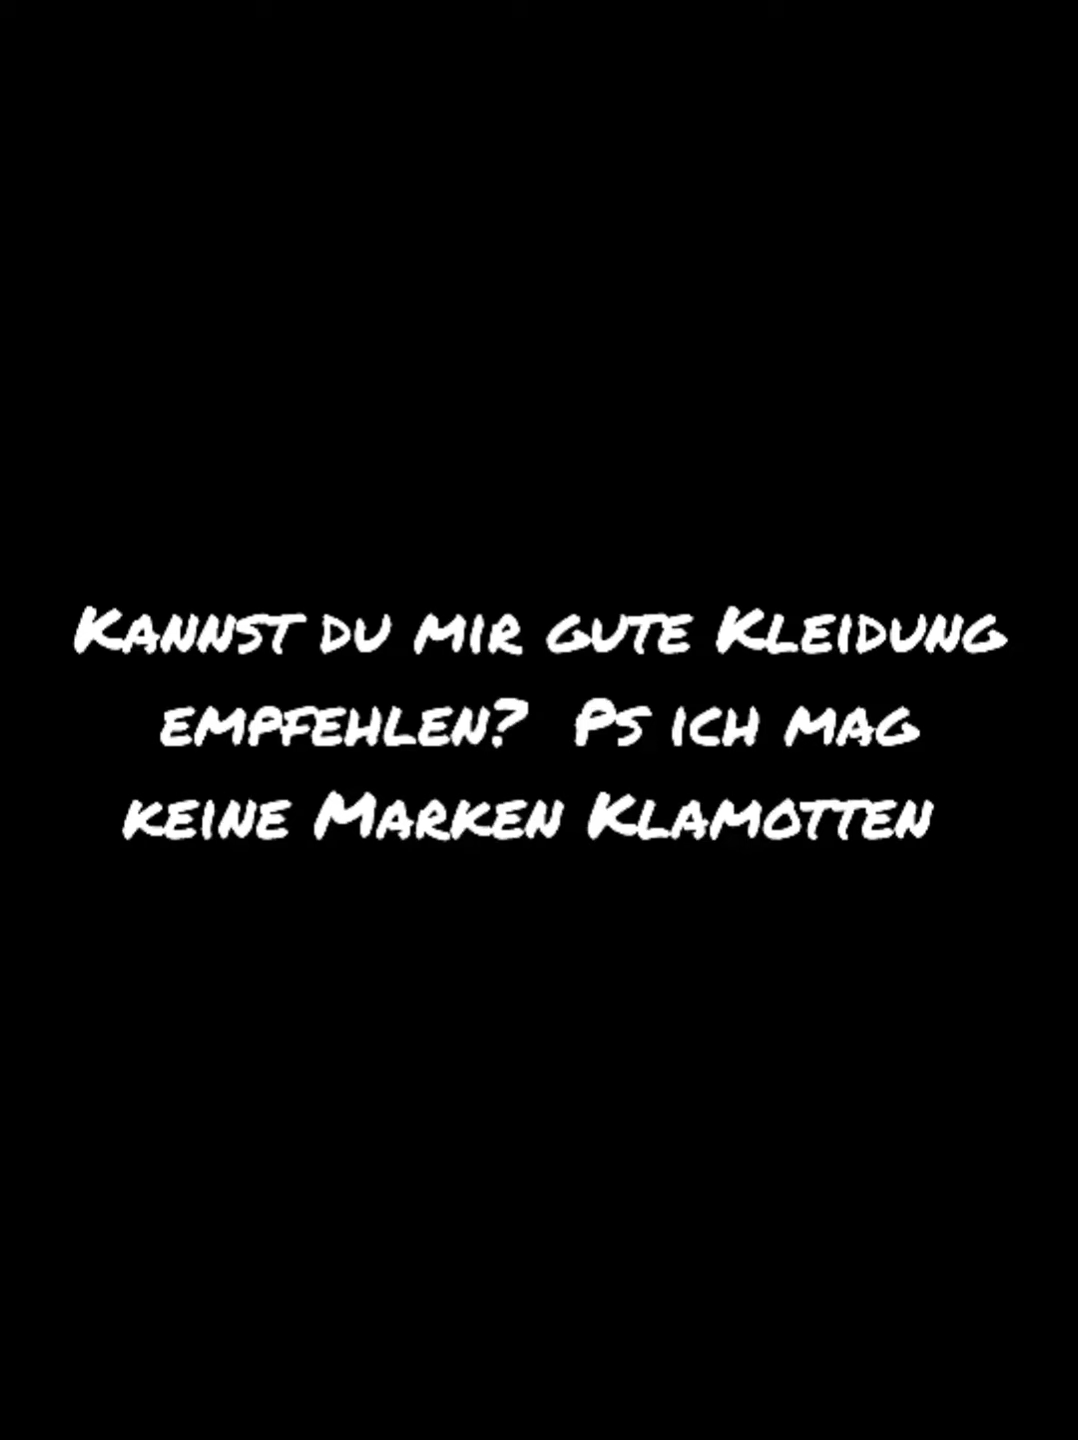 Kannst du mir gute Kleidung
empfehlen?  Ps ich mag
keine Marken Klamotten